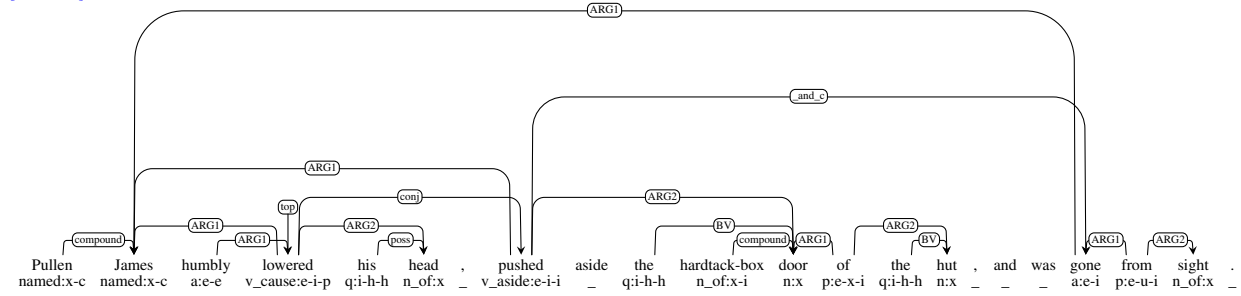 ARG1
_and_c
ARG1
conj
ARG2
top
ARG1
ARG2
BV
ARG2
compound
ARG1
poss
compound
ARG1
BV
ARG1
ARG2
Pullen James humbly lowered his head , pushed aside the hardtack-box door of the hut , and was gone from sight .
named:x-c named:x-c a:e-e v_cause:e-i-p q:i-h-h n_of:x _ v_aside:e-i-i _ q:i-h-h n_of:x-i n:x p:e-x-i q:i-h-h n:x _ _ _ a:e-i p:e-u-i n_of:x _